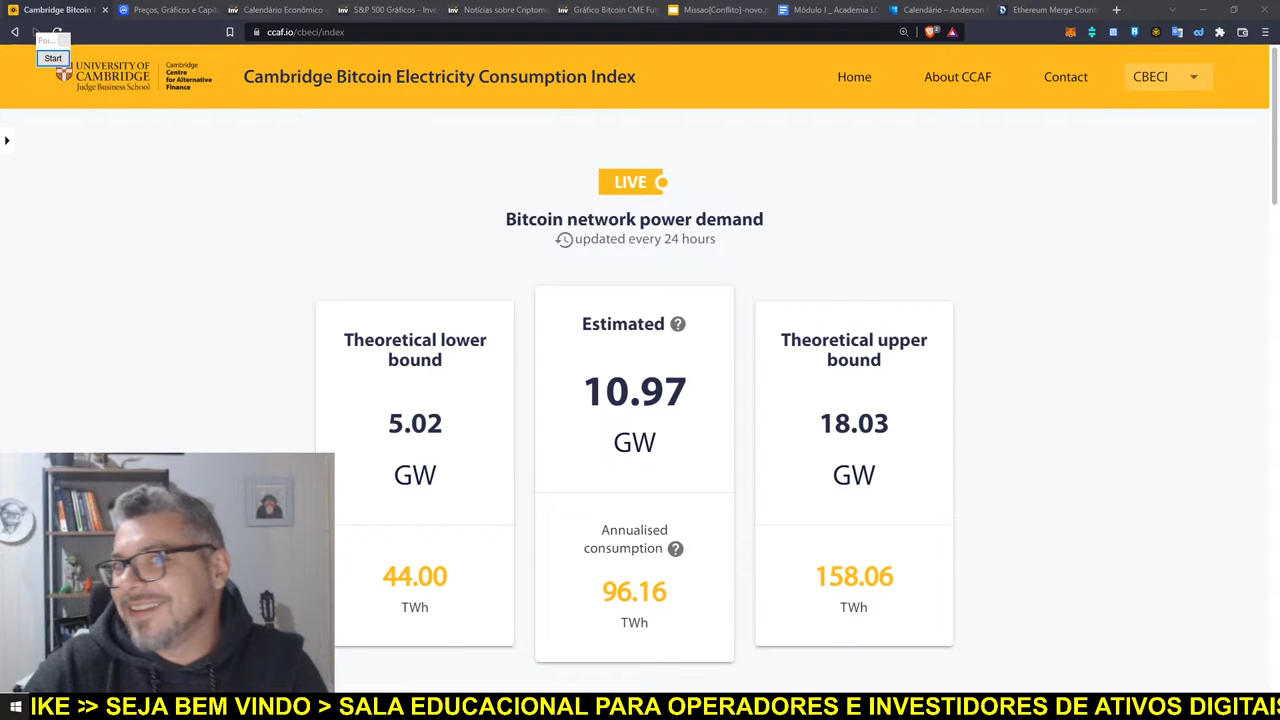 Cambridge Bitcoin
Preços, Gráficos e Capit
Calendário Econômico -
S&P 500 Gráficos - Inves
Notícias sobre Criptom
Gráfico Bitcoin CME Fut
Missao[Conflito]-novo.p
Módulo I _ Academia LC
Calendário – Anderson
Ethereum Merge Count
ccaf.io/cbeci/index
Poi...
Start
UNIVERSITY OF
CAMBRIDGE
Judge Business School
Cambridge
Centre
for Alternative
Finance
Cambridge Bitcoin Electricity Consumption Index
Home
About CCAF
Contact
CBECI
LIVE
Bitcoin network power demand
updated every 24 hours
Theoretical lower
bound
5.02
GW
44.00
TWh
Estimated ?
10.97
GW
Annualised
consumption ?
96.16
TWh
Theoretical upper
bound
18.03
GW
158.06
TWh
IKE >> SEJA BEM VINDO > SALA EDUCACIONAL PARA OPERADORES E INVESTIDORES DE ATIVOS DIGITAIS